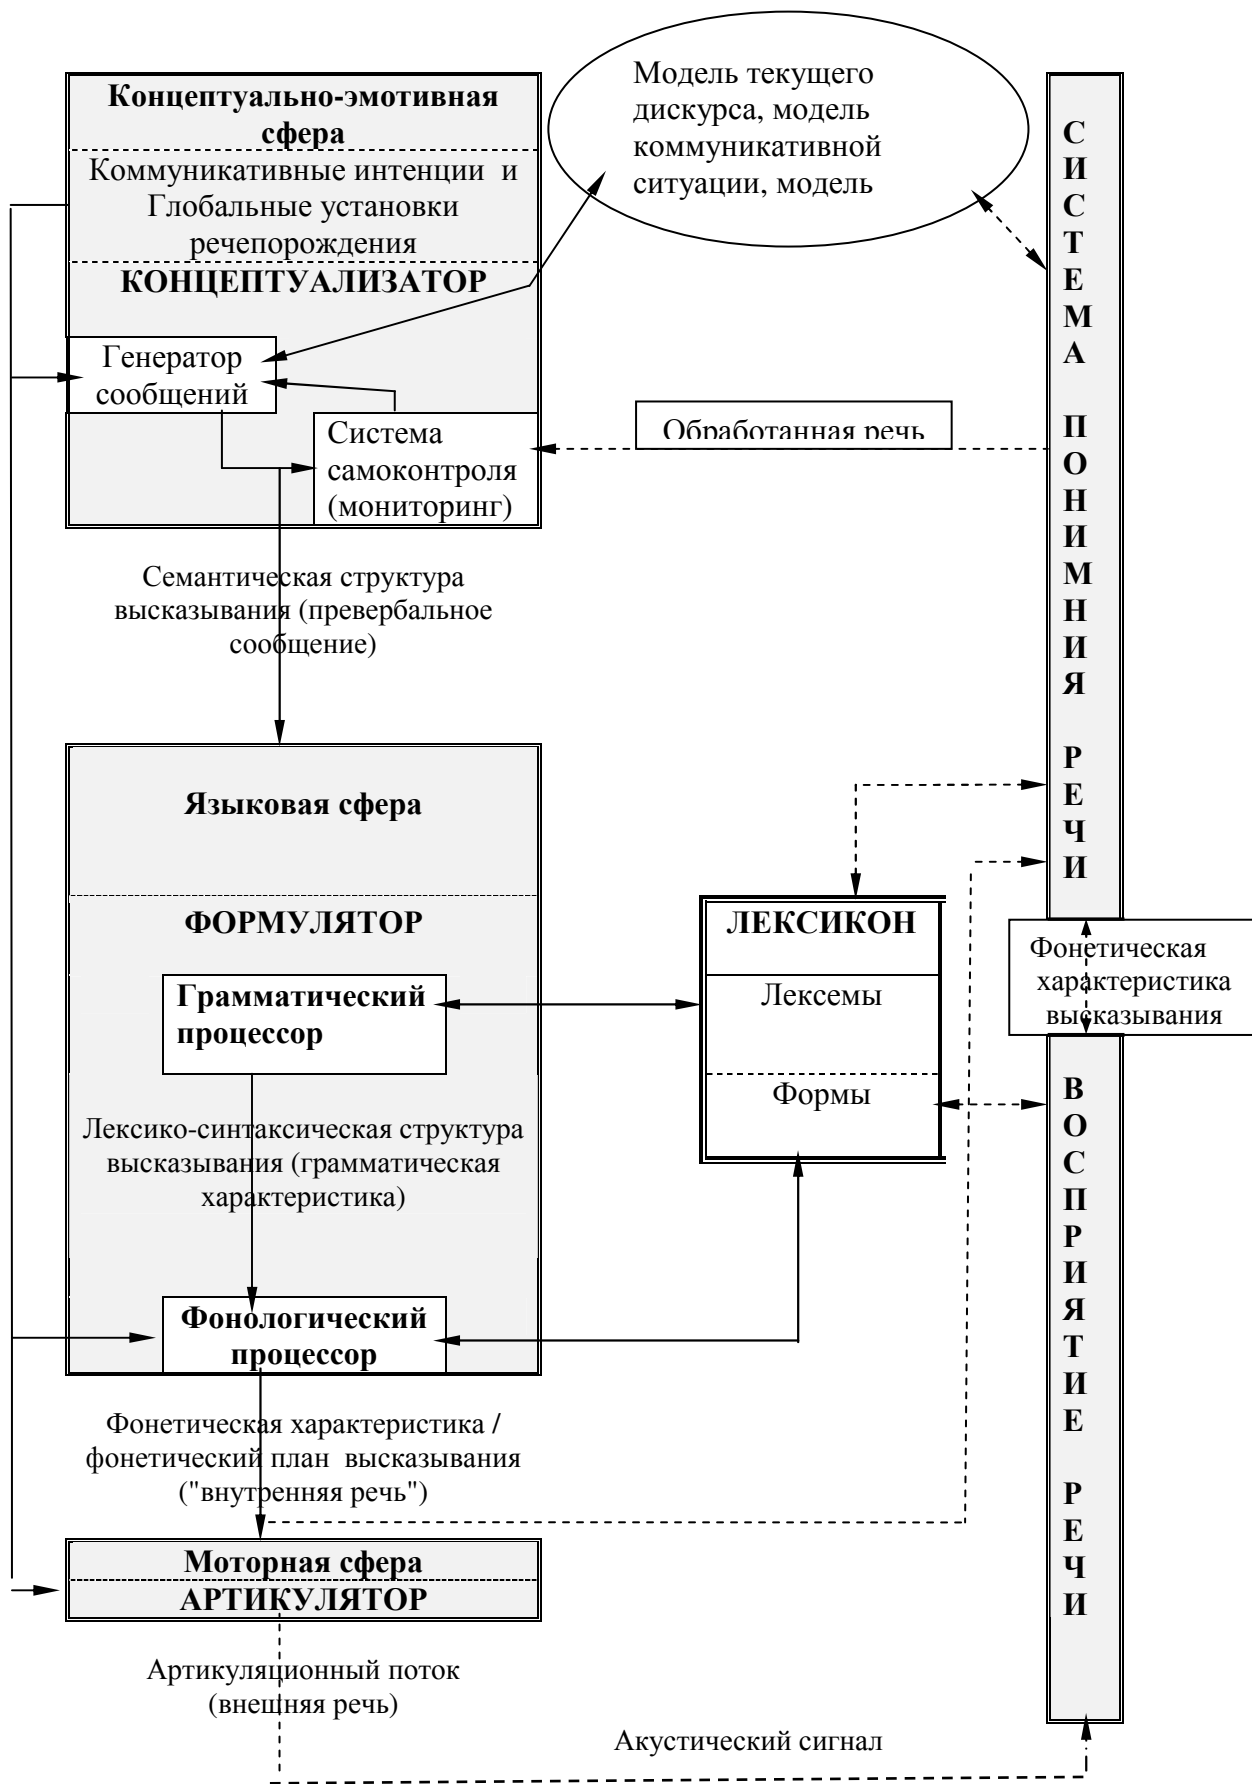 Концептуально-эмотивная
сфера
Коммуникативные интенции и
Глобальные установки
речепорождения
КОНЦЕПТУАЛИЗАТОР
Генератор
сообщений
Система
самоконтроля
(мониторинг)
Модель текущего
дискурса, модель
коммуникативной
ситуации, модель
Обработанная речь
СИСТЕМА ПОНИМНИЯ РЕЧИ
Семантическая структура
высказывания (превербальное
сообщение)
Языковая сфера
ФОРМУЛЯТОР
Грамматический
процессор
Лексико-синтаксическая структура
высказывания (грамматическая
характеристика)
Фонологический
процессор
ЛЕКСИКОН
Лексемы
Формы
Фонетическая
характеристика
высказывания
ВОСПРИЯТИЕ РЕЧИ
Фонетическая характеристика /
фонетический план высказывания
("внутренняя речь")
Моторная сфера
АРТИКУЛЯТОР
Артикуляционный поток
(внешняя речь)
Акустический сигнал